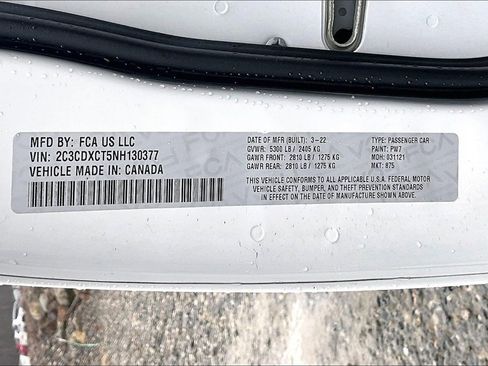 MFD BY: FCA US LLC
VIN: 2C3CDXCT5NH130377
VEHICLE MADE IN: CANADA
DATE OF MFR (BUILT): 3-22
GVWR: 5300 LB / 2405 KG
GAWR FRONT: 2810 LB / 1275 KG
GAWR REAR: 2810 LB / 1275 KG
TYPE: PASSENGER CAR
PAINT: PW7
MDH: 031121
MKT: 875
THIS VEHICLE CONFORMS TO ALL APPLICABLE U.S.A. FEDERAL MOTOR
VEHICLE SAFETY, BUMPER, AND THEFT PREVENTION STANDARDS
IN EFFECT ON THE DATE OF MANUFACTURE SHOWN ABOVE.